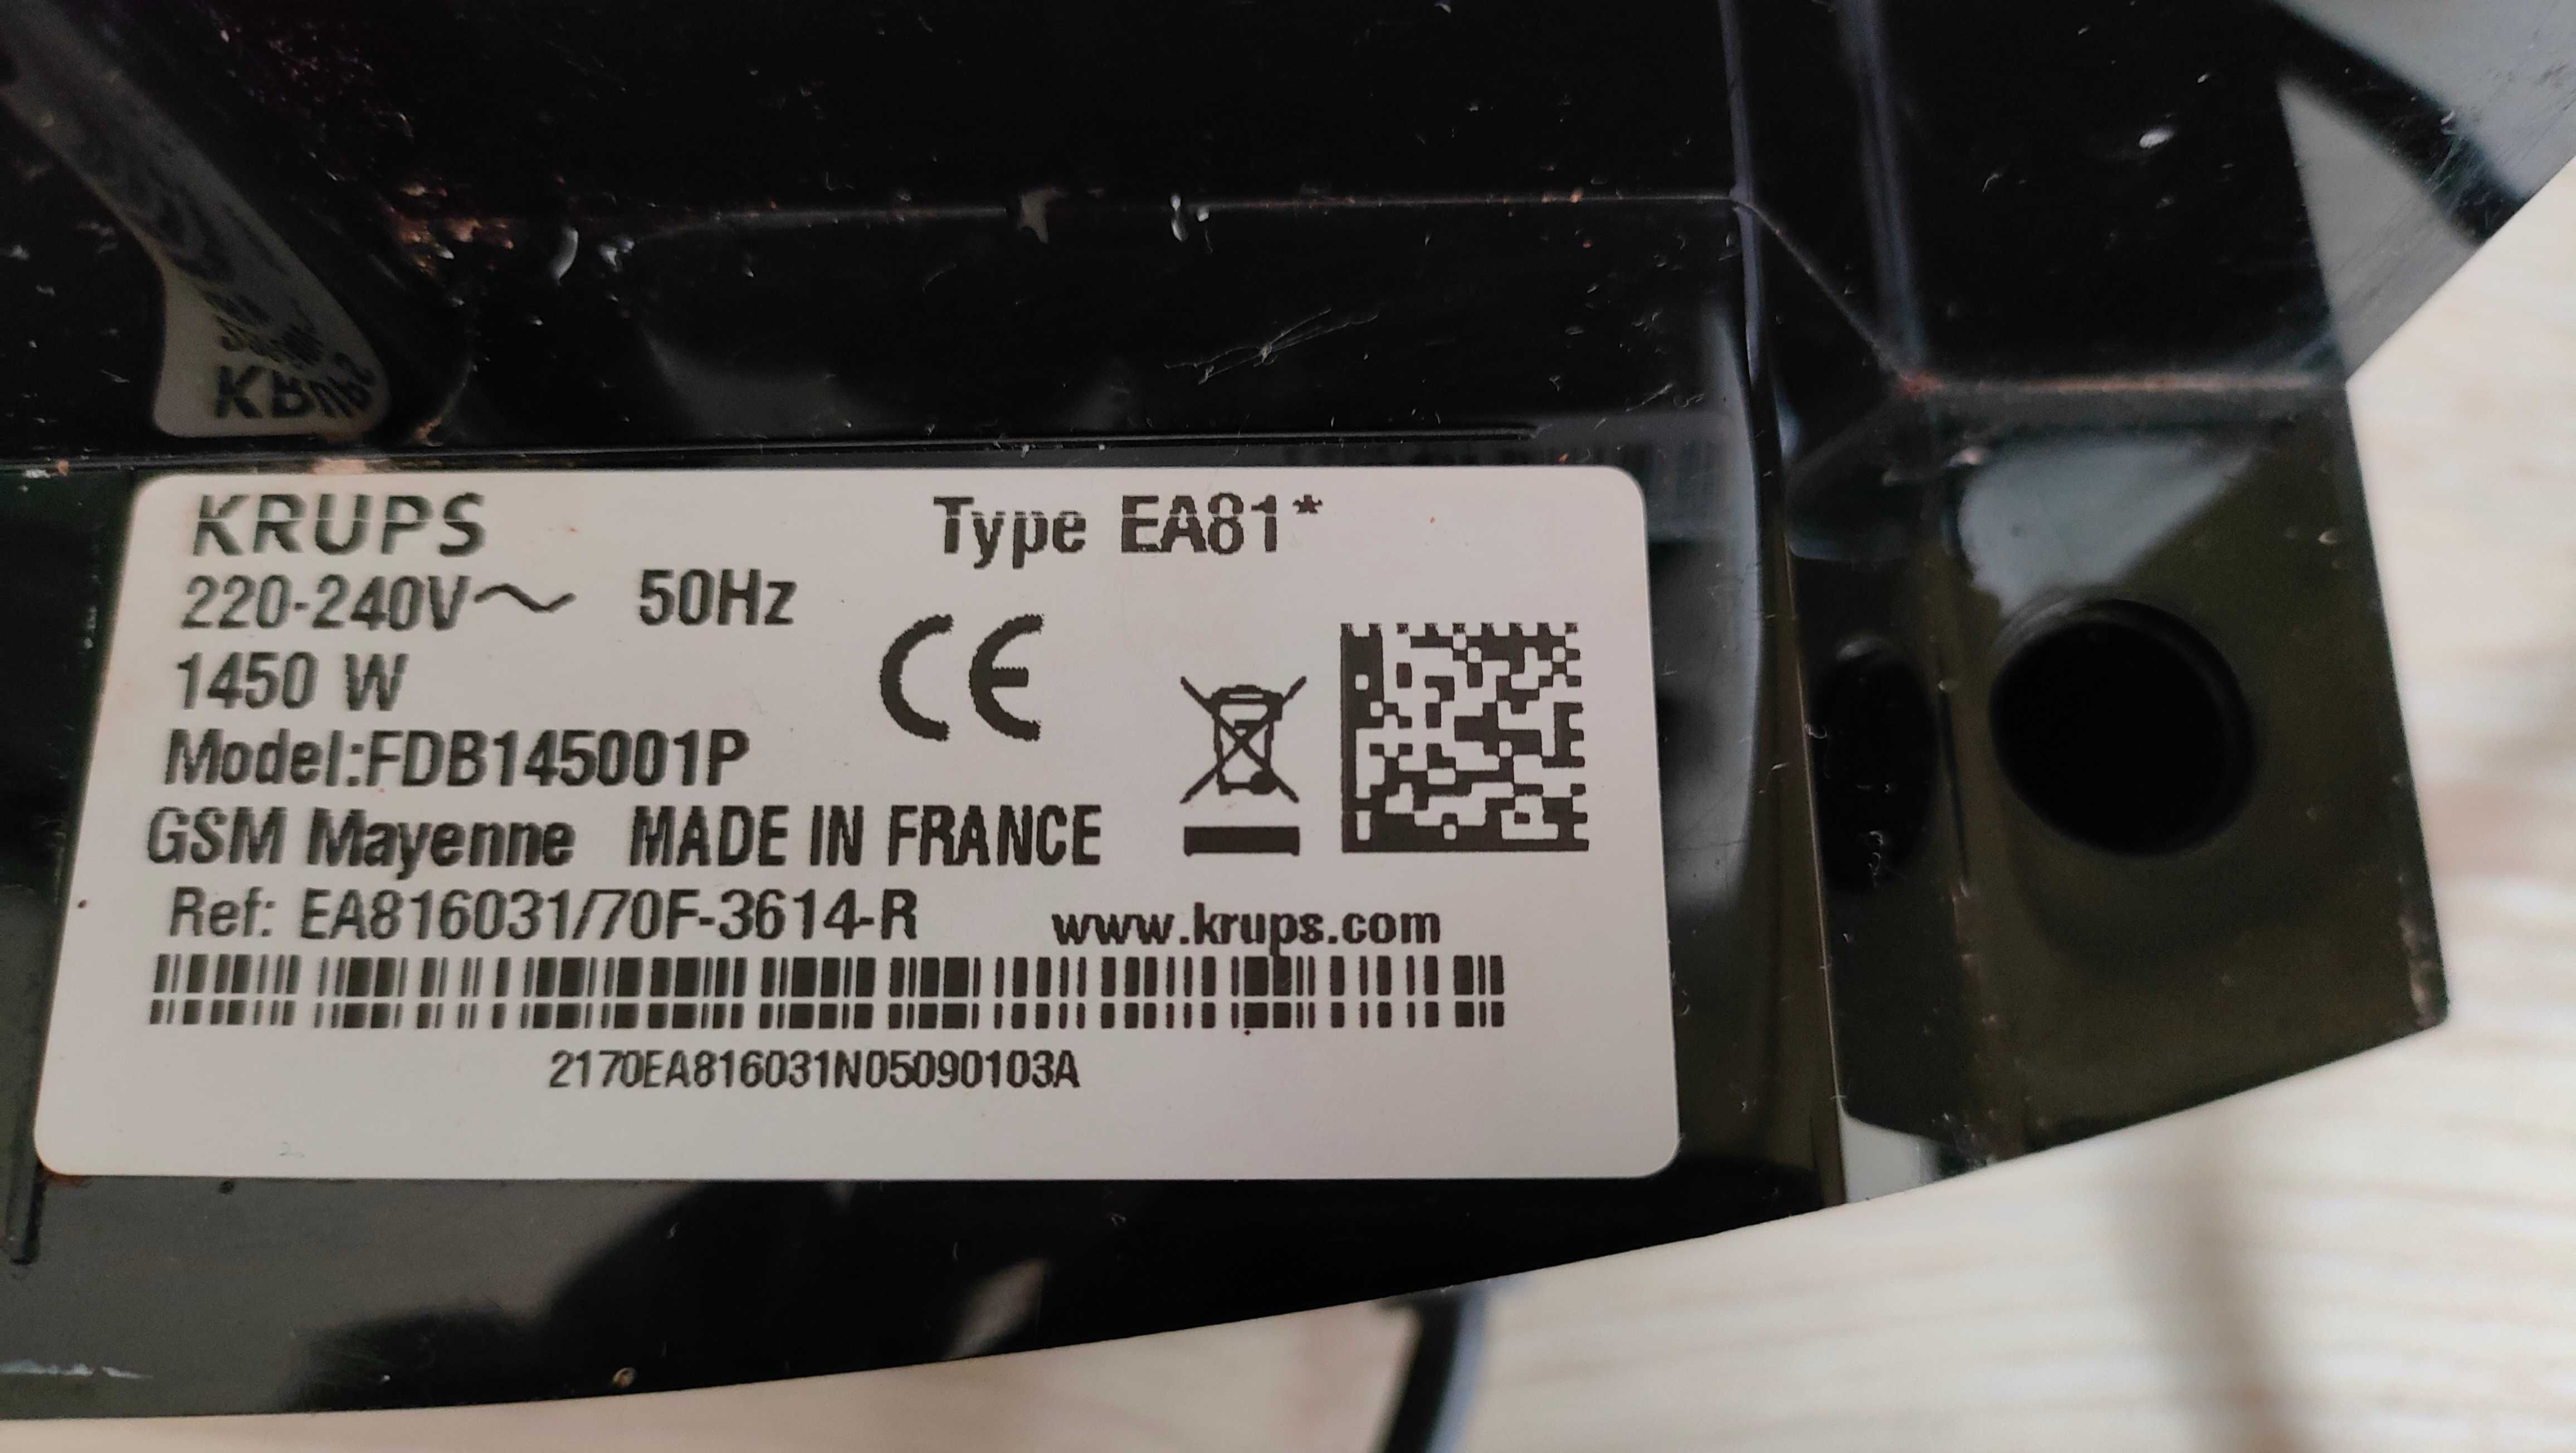 KRUPS Type EA81*
220-240V~ 50Hz
1450 W
CE
Model:FDB145001P
GSM Mayenne MADE IN FRANCE
Ref: EA816031/70F-3614-R www.krups.com
2170EA816031N05090103A